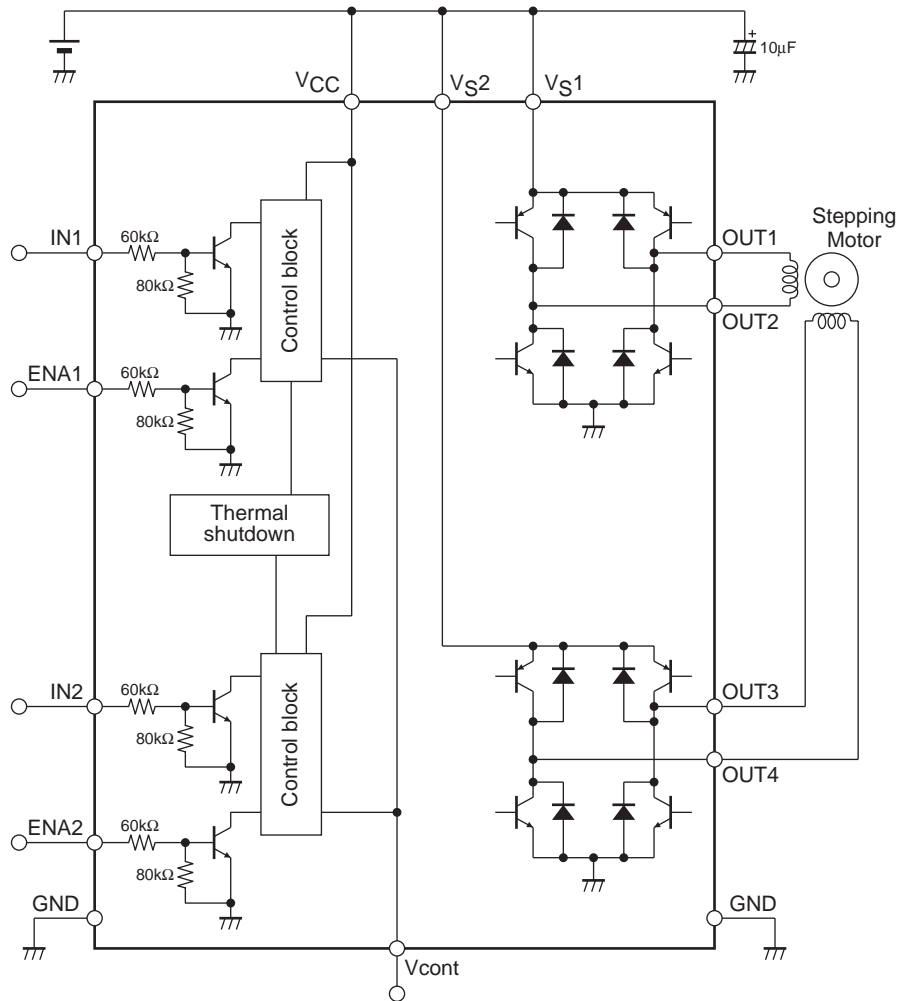 +
10μF
VCC
VS2
VS1
IN1
60kΩ
80kΩ
Control block
Stepping
Motor
OUT1
OUT2
ENA1
60kΩ
80kΩ
Thermal
shutdown
IN2
60kΩ
80kΩ
Control block
OUT3
OUT4
ENA2
60kΩ
80kΩ
GND
GND
Vcont